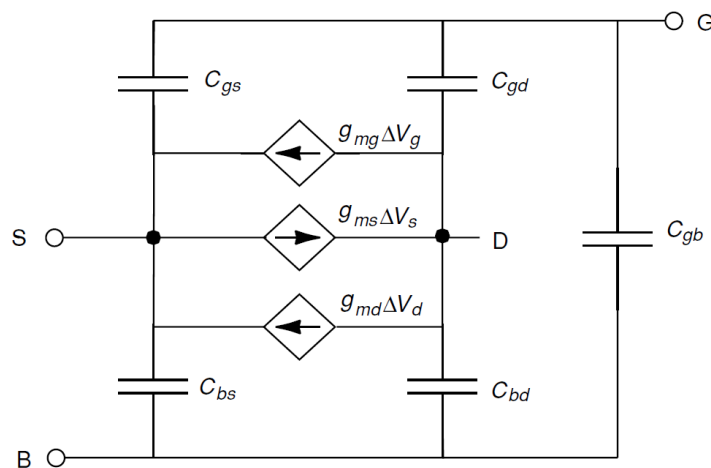 G
C_gs
C_gd
g_mg ΔV_g
S
g_ms ΔV_s
D
C_gb
g_md ΔV_d
C_bs
C_bd
B